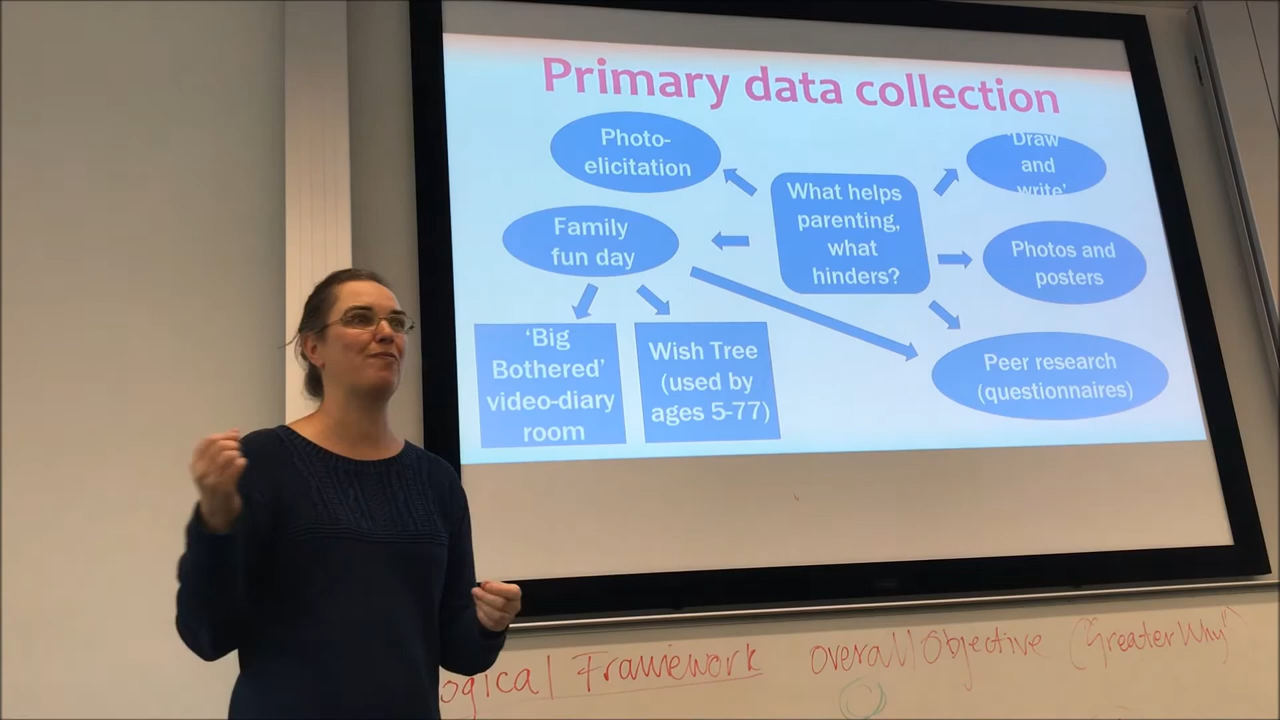 Primary data collection
Photo-
elicitation
Family
fun day
'Big
Bothered'
video-diary
room
Wish Tree
(used by
ages 5-77)
What helps
parenting,
what
hinders?
'Draw
and
write'
Photos and
posters
Peer research
(questionnaires)
ogical Framework overall Objective ("Greater Why")